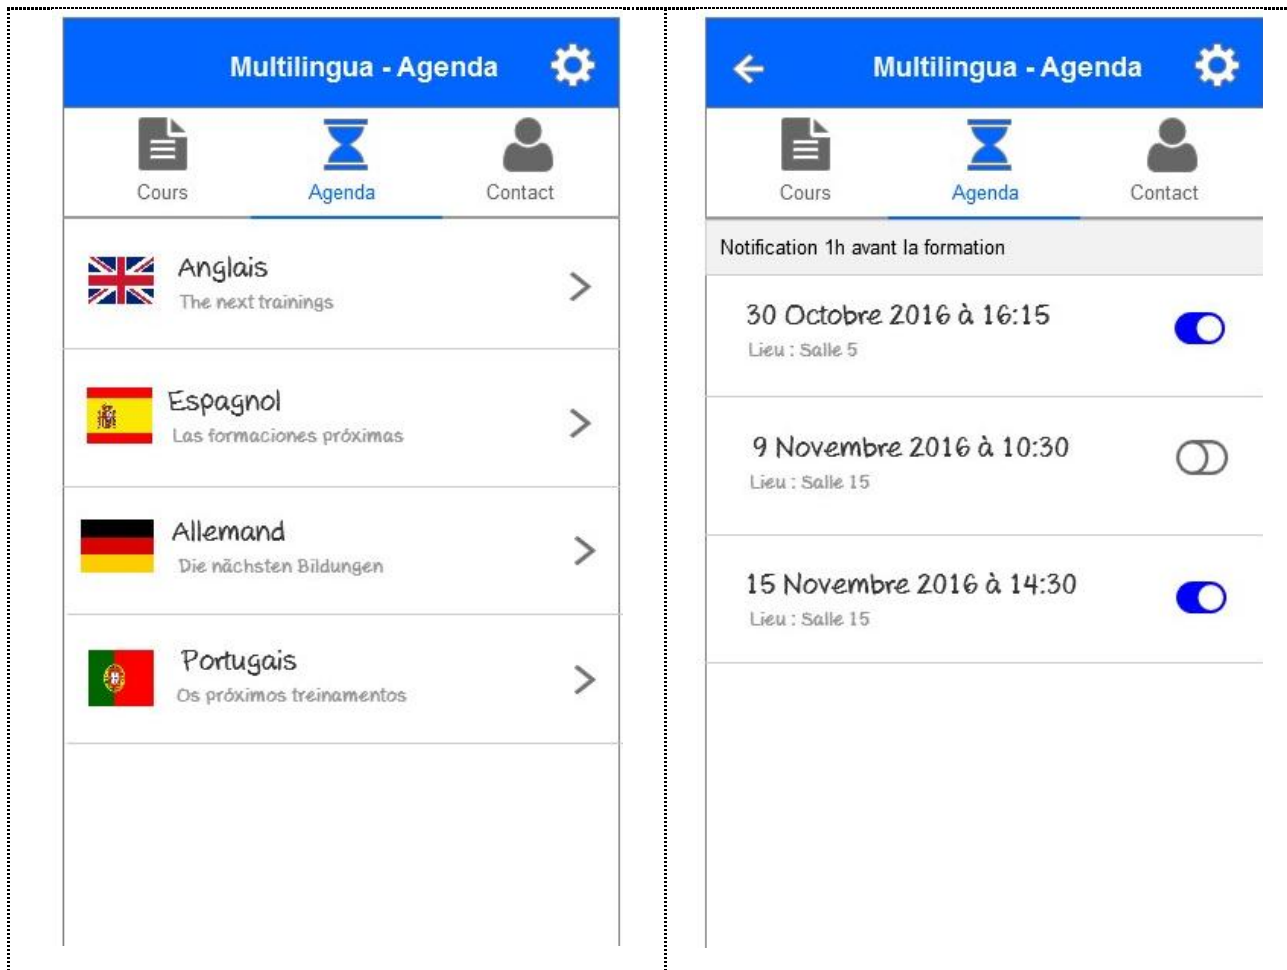 Multilingua - Agenda
Cours Agenda Contact
Anglais
The next trainings
Espagnol
Las formaciones próximas
Allemand
Die nächsten Bildungen
Portugais
Os próximos treinamentos
Multilingua - Agenda
Cours Agenda Contact
Notification 1h avant la formation
30 Octobre 2016 à 16:15
Lieu : Salle 5
9 Novembre 2016 à 10:30
Lieu : Salle 15
15 Novembre 2016 à 14:30
Lieu : Salle 15